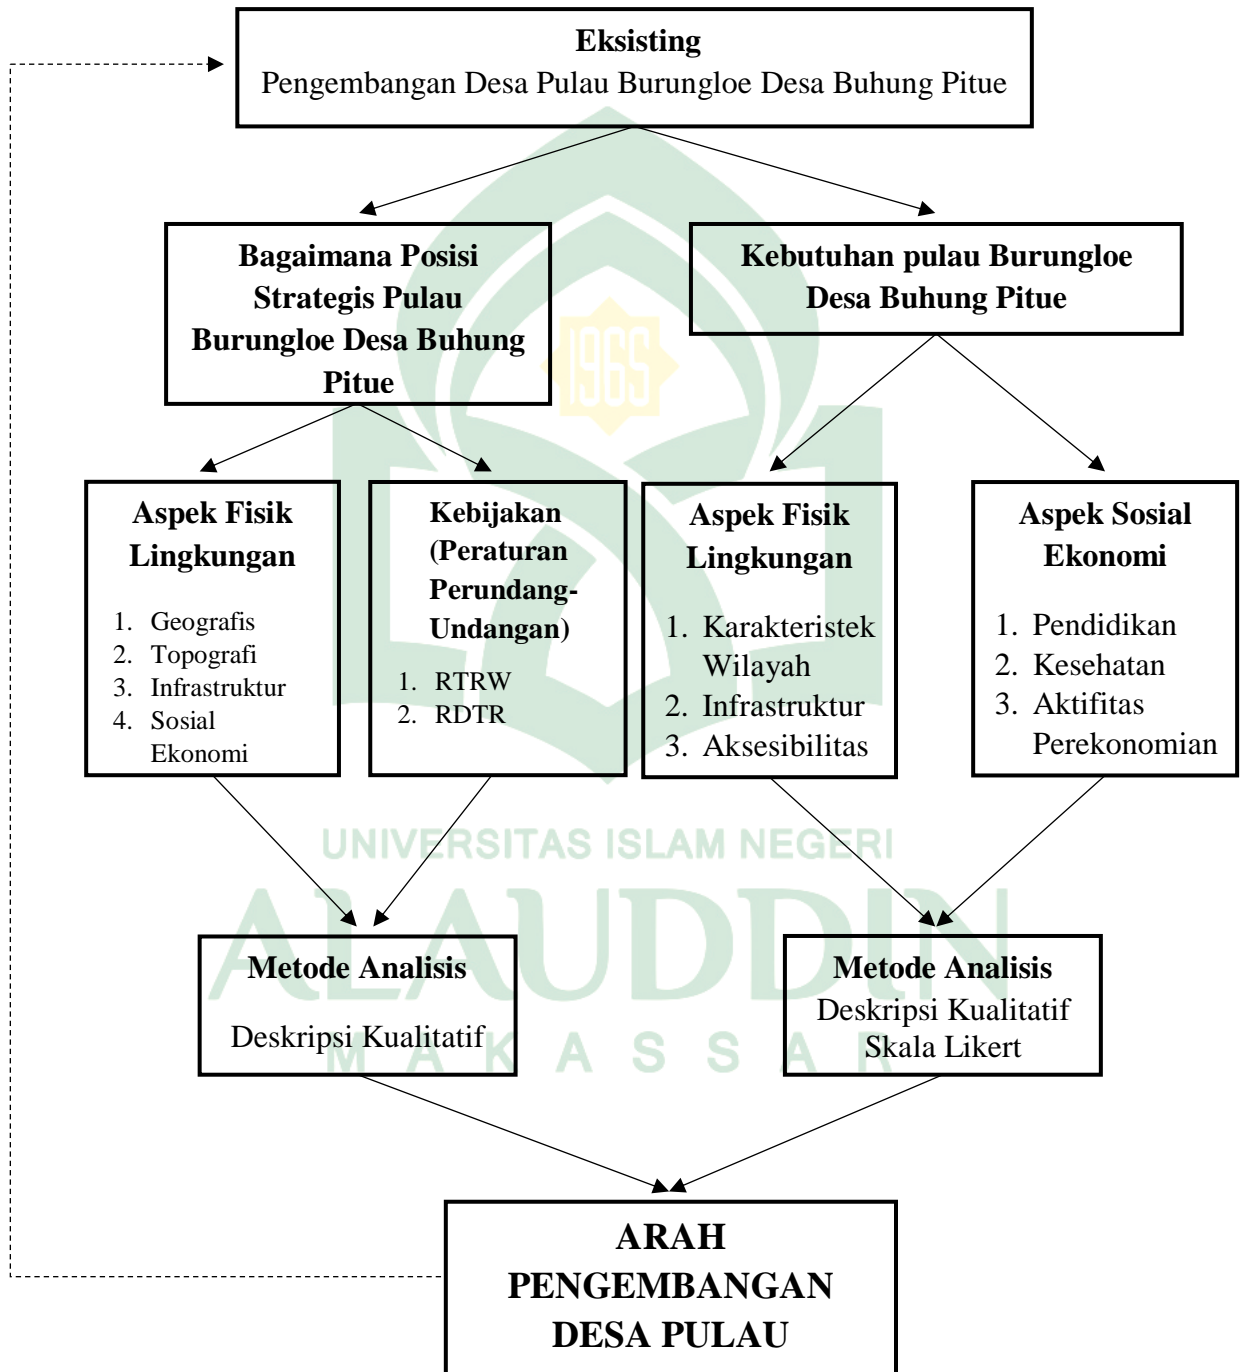 Eksisting
Pengembangan Desa Pulau Burungloe Desa Buhung Pitue
Bagaimana Posisi
Strategis Pulau
Burungloe Desa Buhung
Pitue
Kebutuhan pulau Burungloe
Desa Buhung Pitue
1965
Aspek Fisik
Lingkungan
1. Geografis
2. Topografi
3. Infrastruktur
4. Sosial
Ekonomi
Kebijakan
(Peraturan
Perundang-
Undangan)
1. RTRW
2. RDTR
Aspek Fisik
Lingkungan
1. Karakteristek
Wilayah
2. Infrastruktur
3. Aksesibilitas
Aspek Sosial
Ekonomi
1. Pendidikan
2. Kesehatan
3. Aktifitas
Perekonomian
UNIVERSITAS ISLAM NEGERI
ALAUDDIN
MAKASSAR
Metode Analisis
Deskripsi Kualitatif
Metode Analisis
Deskripsi Kualitatif
Skala Likert
ARAH
PENGEMBANGAN
DESA PULAU